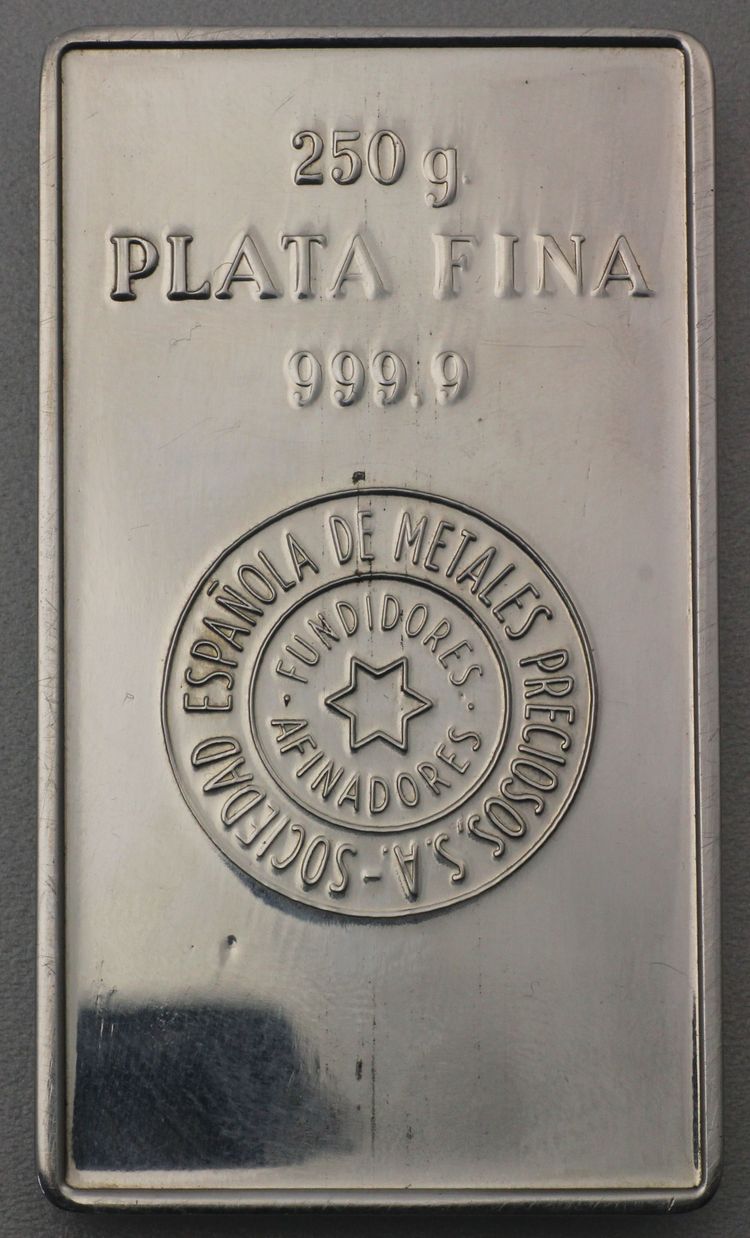 250 g.
PLATA FINA
999,9
SOCIEDAD ESPAÑOLA DE METALES PRECIOSOS, S.A.-
· FUNDIDORES ·
AFINADORES